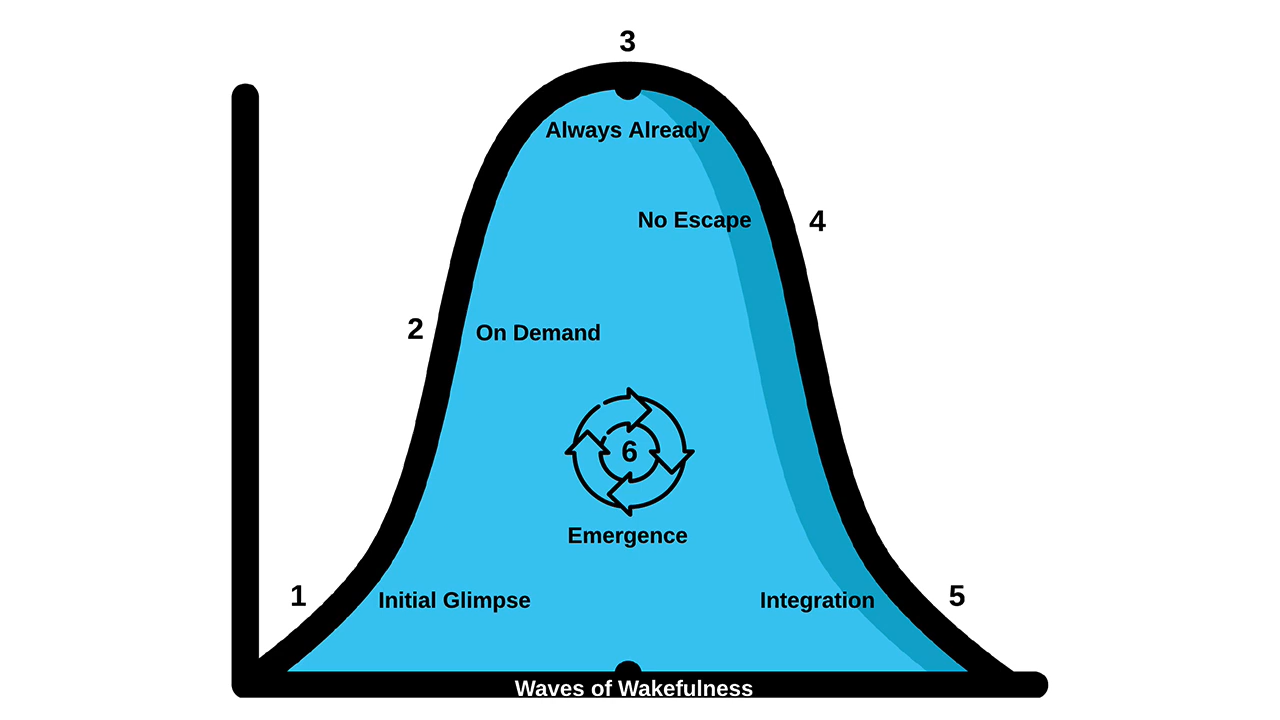 3
Always Already
No Escape
4
2
On Demand
6
Emergence
1
Initial Glimpse
Integration
5
Waves of Wakefulness